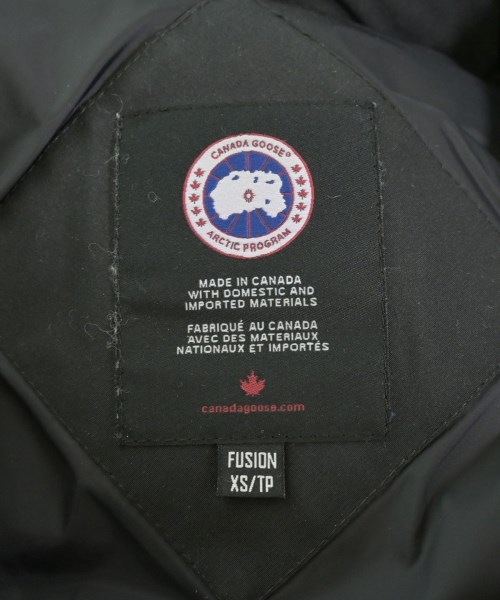 CANADA GOOSE®
ARCTIC PROGRAM
MADE IN CANADA
WITH DOMESTIC AND
IMPORTED MATERIALS
FABRIQUÉ AU CANADA
AVEC DES MATERIAUX
NATIONAUX ET IMPORTÉS
canadagoose.com
FUSION
XS/TP